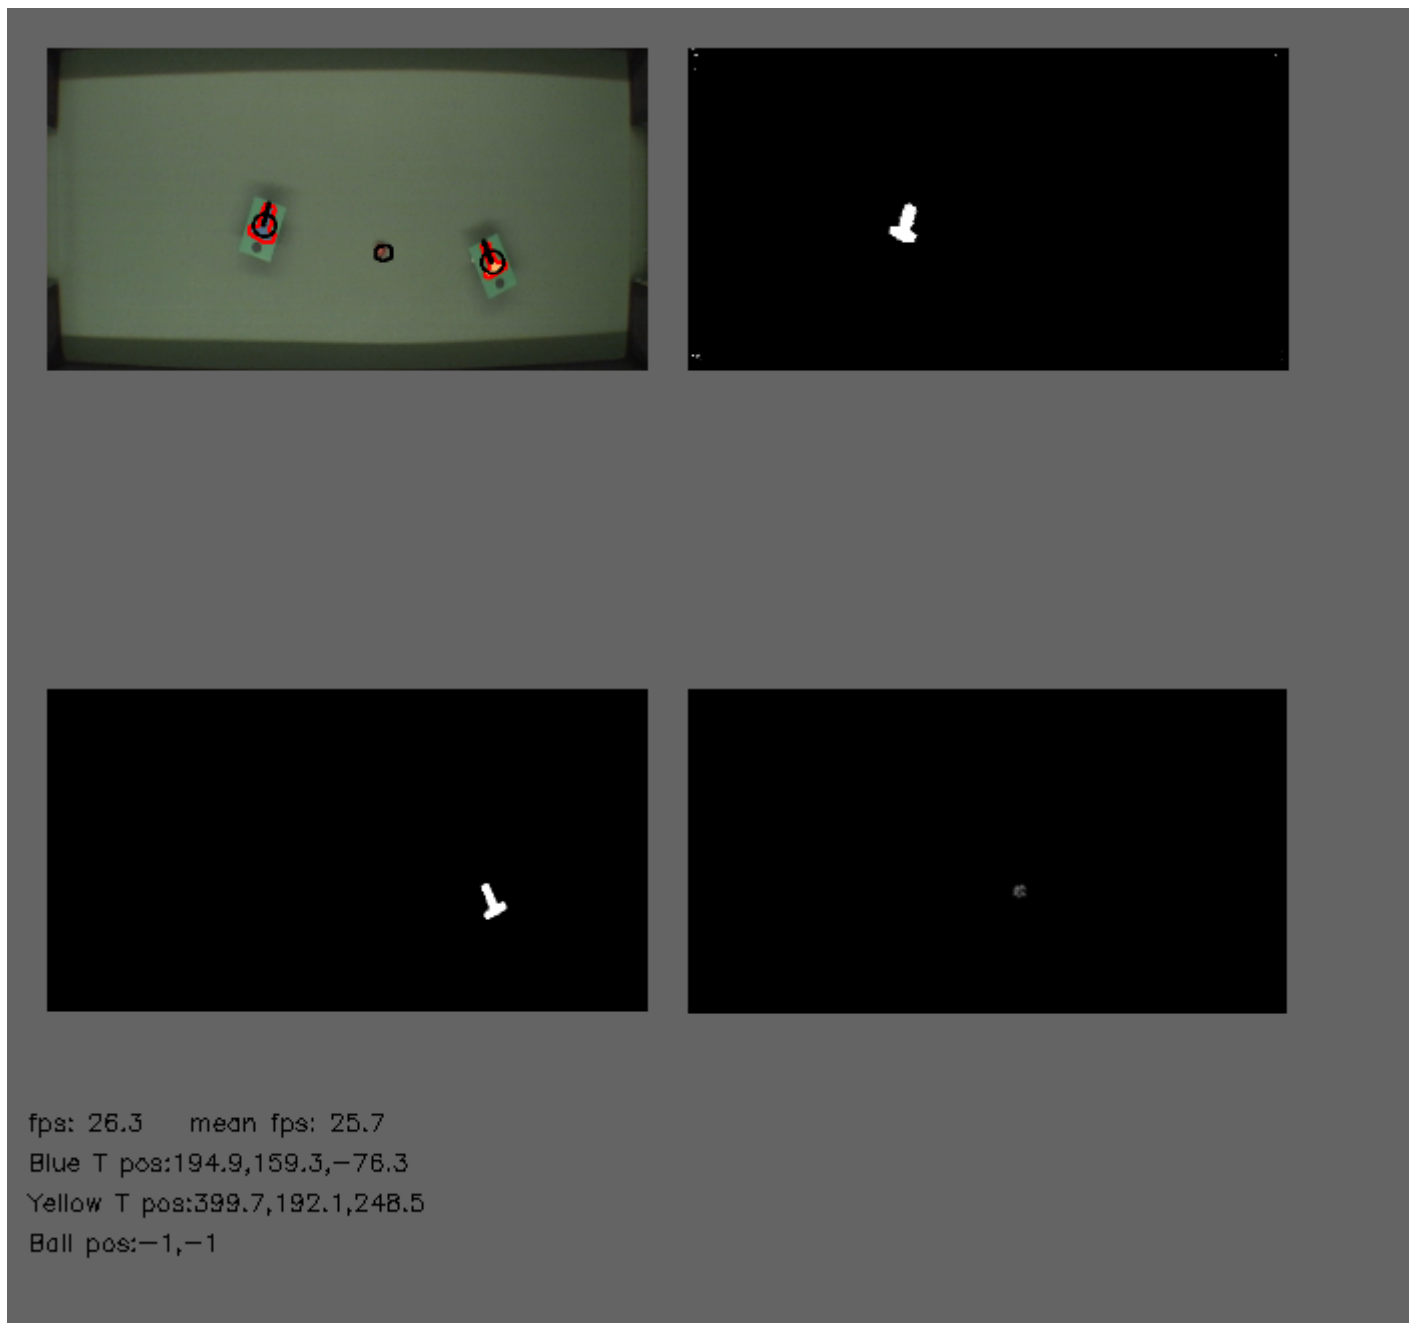 fps: 26.3 mean fps: 25.7
Blue T pos:194.9,159.3,-76.3
Yellow T pos:399.7,192.1,248.5
Ball pos:-1,-1